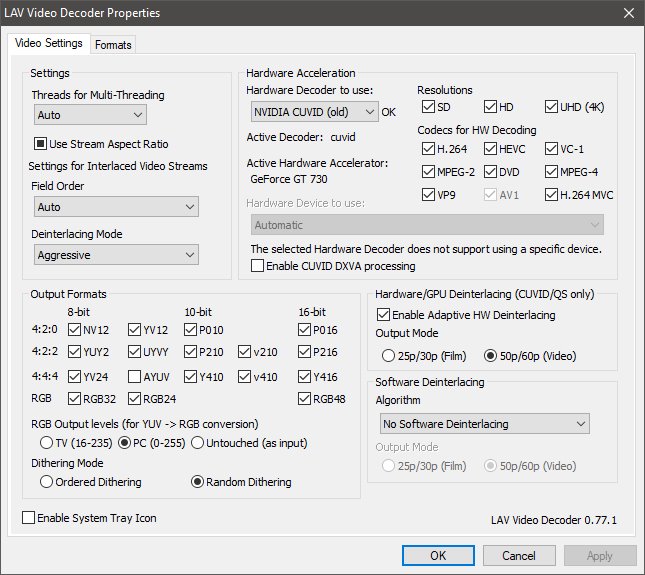 LAV Video Decoder Properties
Video Settings
Formats
Settings
Threads for Multi-Threading
Auto
Use Stream Aspect Ratio
Settings for Interlaced Video Streams
Field Order
Auto
Deinterlacing Mode
Aggressive
Hardware Acceleration
Hardware Decoder to use:
NVIDIA CUVID (old) OK
Active Decoder: cuvid
Active Hardware Accelerator:
GeForce GT 730
Resolutions
SD HD UHD (4K)
Codecs for HW Decoding
H.264 HEVC VC-1
MPEG-2 DVD MPEG-4
VP9 AV1 H.264 MVC
Hardware Device to use:
Automatic
The selected Hardware Decoder does not support using a specific device.
Enable CUVID DXVA processing
Output Formats
8-bit 10-bit 16-bit
4:2:0 NV12 YV12 P010 P016
4:2:2 YUY2 UYVY P210 v210 P216
4:4:4 YV24 AYUV Y410 v410 Y416
RGB RGB32 RGB24 RGB48
RGB Output levels (for YUV -> RGB conversion)
TV (16-235) PC (0-255) Untouched (as input)
Dithering Mode
Ordered Dithering Random Dithering
Hardware/GPU Deinterlacing (CUVID/QS only)
Enable Adaptive HW Deinterlacing
Output Mode
25p/30p (Film) 50p/60p (Video)
Software Deinterlacing
Algorithm
No Software Deinterlacing
Output Mode
25p/30p (Film) 50p/60p (Video)
Enable System Tray Icon
LAV Video Decoder 0.77.1
OK Cancel Apply